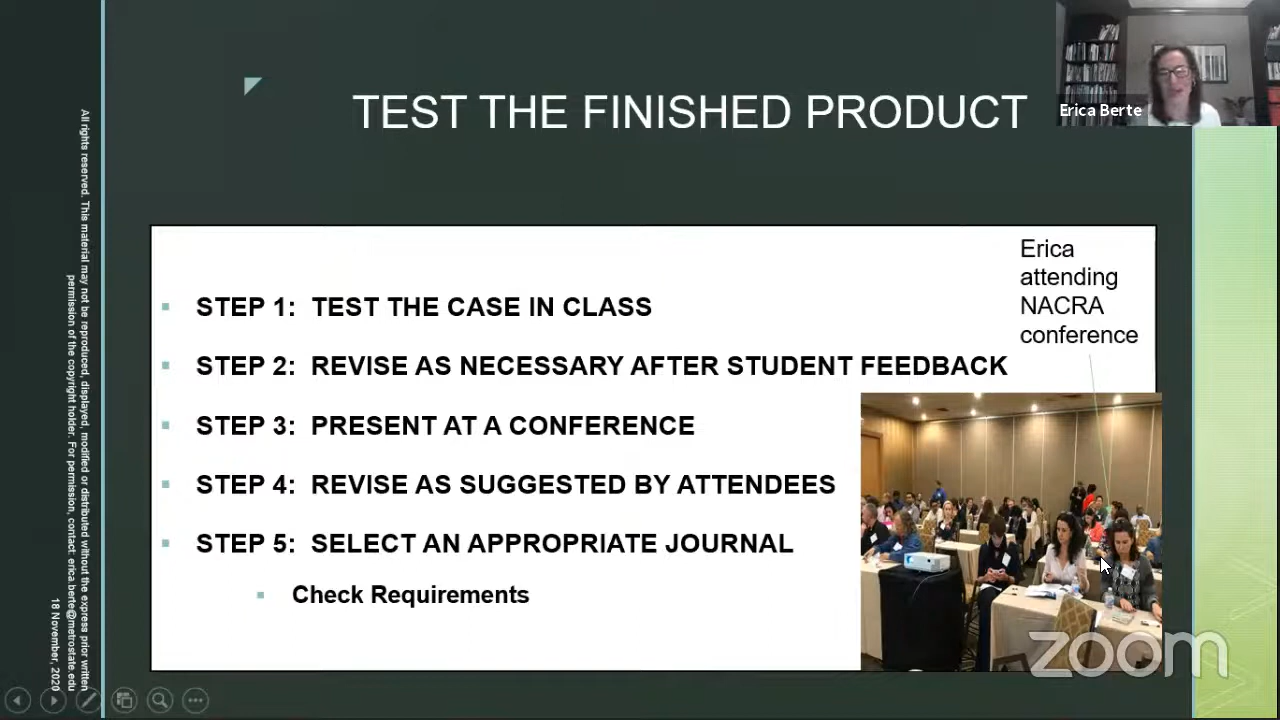 TEST THE FINISHED PRODUCT
Erica Berte
Erica
attending
NACRA
conference
STEP 1: TEST THE CASE IN CLASS
STEP 2: REVISE AS NECESSARY AFTER STUDENT FEEDBACK
STEP 3: PRESENT AT A CONFERENCE
STEP 4: REVISE AS SUGGESTED BY ATTENDEES
STEP 5: SELECT AN APPROPRIATE JOURNAL
Check Requirements
All rights reserved. This material may not be reproduced, displayed, modified or distributed without the express prior written
permission of the copyright holder. For permission, contact: erica.berte@metrostate.edu
18 November, 2020
zoom